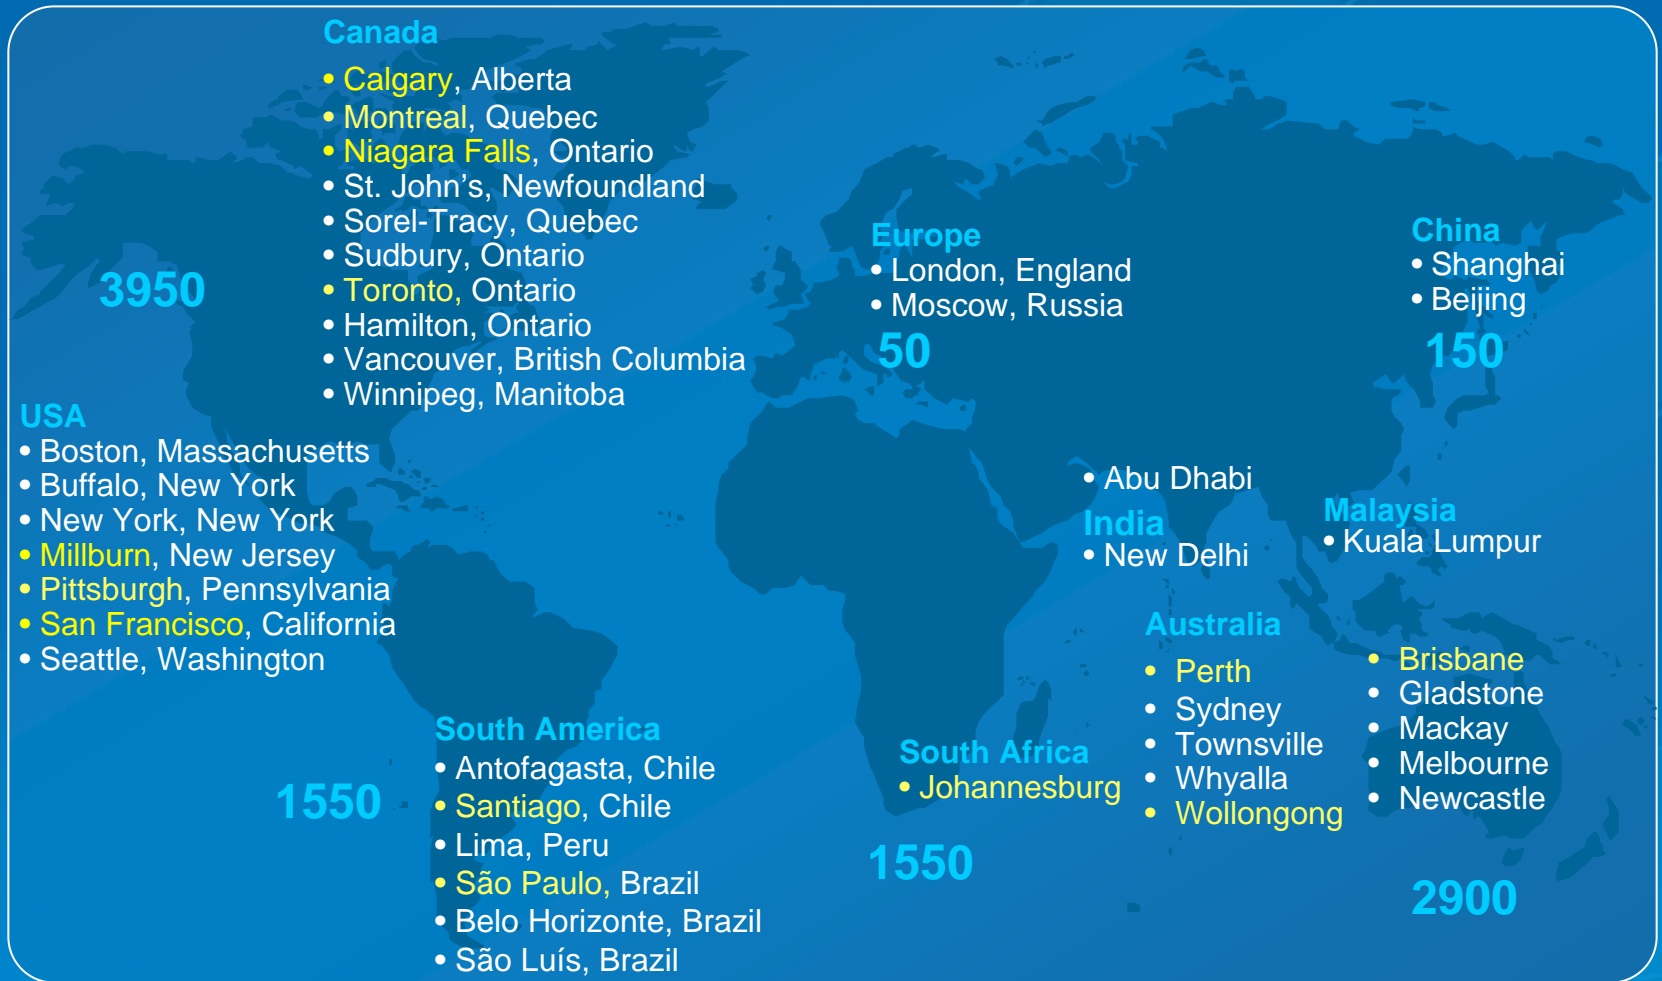 Canada
• Calgary, Alberta
• Montreal, Quebec
• Niagara Falls, Ontario
• St. John’s, Newfoundland
• Sorel-Tracy, Quebec
• Sudbury, Ontario
• Toronto, Ontario
• Hamilton, Ontario
• Vancouver, British Columbia
• Winnipeg, Manitoba
3950
USA
• Boston, Massachusetts
• Buffalo, New York
• New York, New York
• Millburn, New Jersey
• Pittsburgh, Pennsylvania
• San Francisco, California
• Seattle, Washington
South America
• Antofagasta, Chile
• Santiago, Chile
• Lima, Peru
• São Paulo, Brazil
• Belo Horizonte, Brazil
• São Luís, Brazil
1550
Europe
• London, England
• Moscow, Russia
50
China
• Shanghai
• Beijing
150
• Abu Dhabi
India
• New Delhi
Malaysia
• Kuala Lumpur
South Africa
• Johannesburg
1550
Australia
• Perth
• Sydney
• Townsville
• Whyalla
• Wollongong
• Brisbane
• Gladstone
• Mackay
• Melbourne
• Newcastle
2900